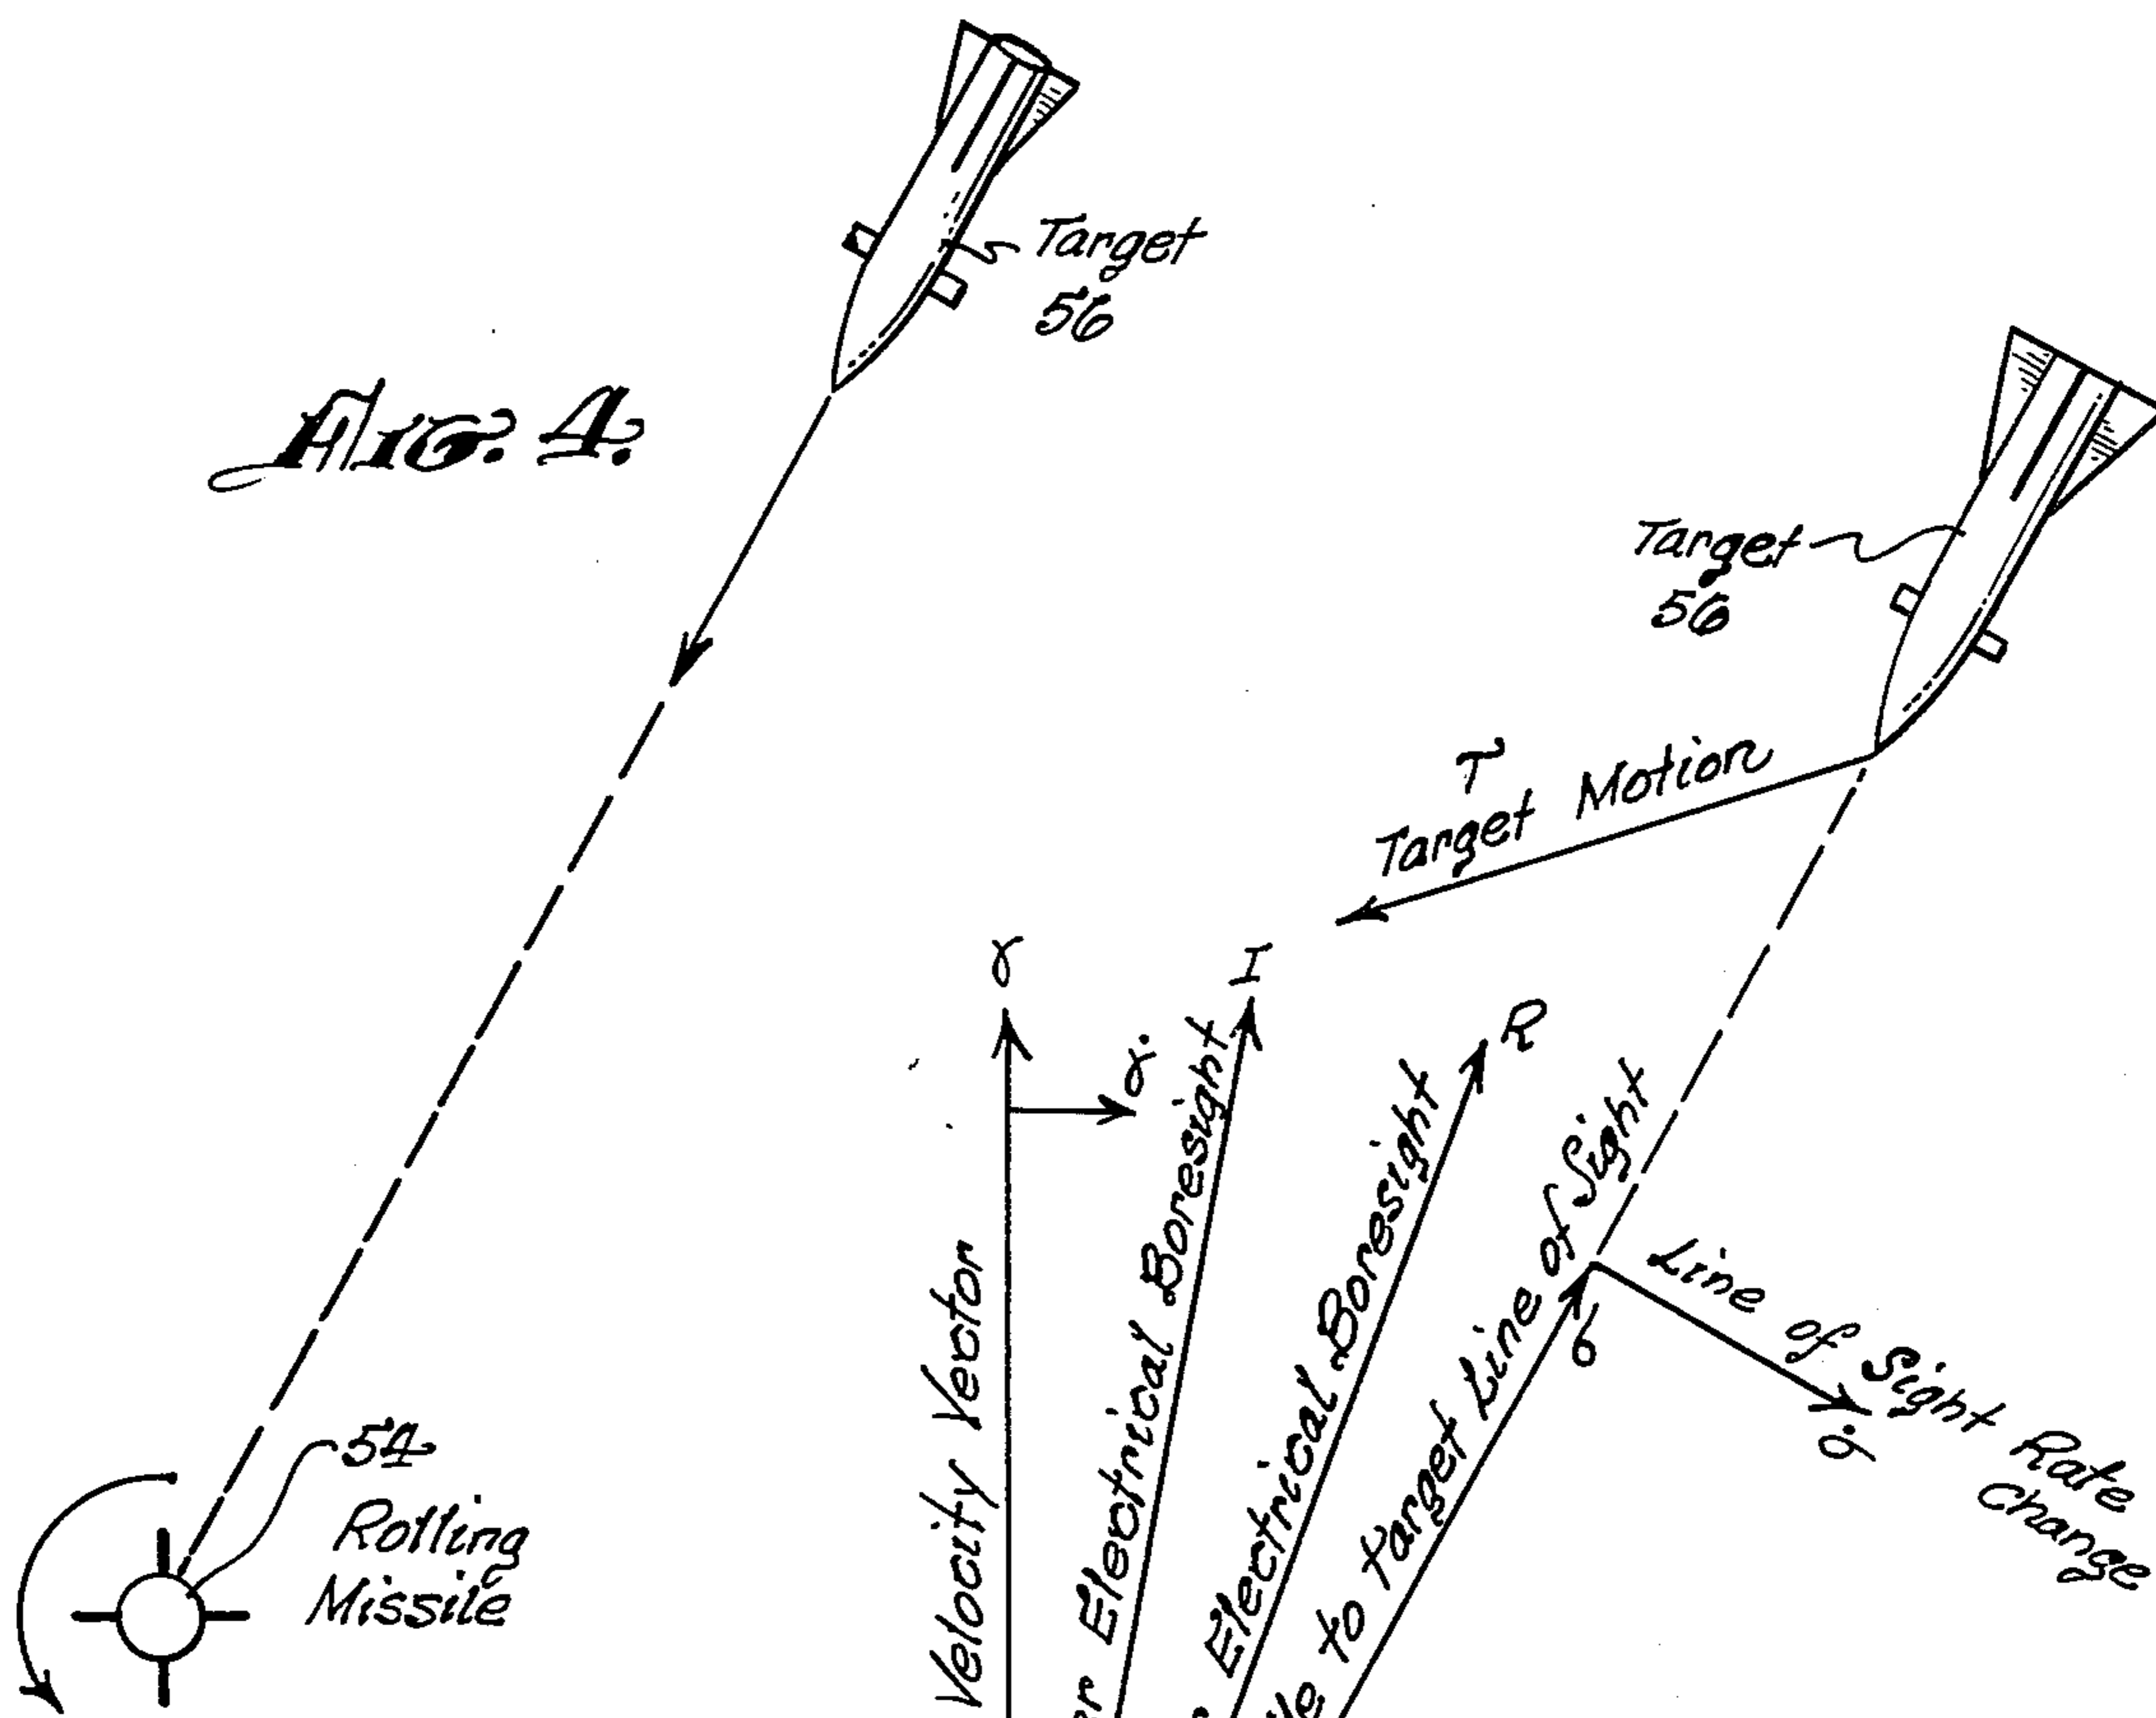 FIG. 4.
Target
56
Target
56
T
Target Motion
γ
γ̇
I
R
σ
σ̇
Velocity Vector
Electrical Boresight
Electrical Boresight
to target Line of Sight
Line of Sight Rate
Change
54
Rolling
Missile